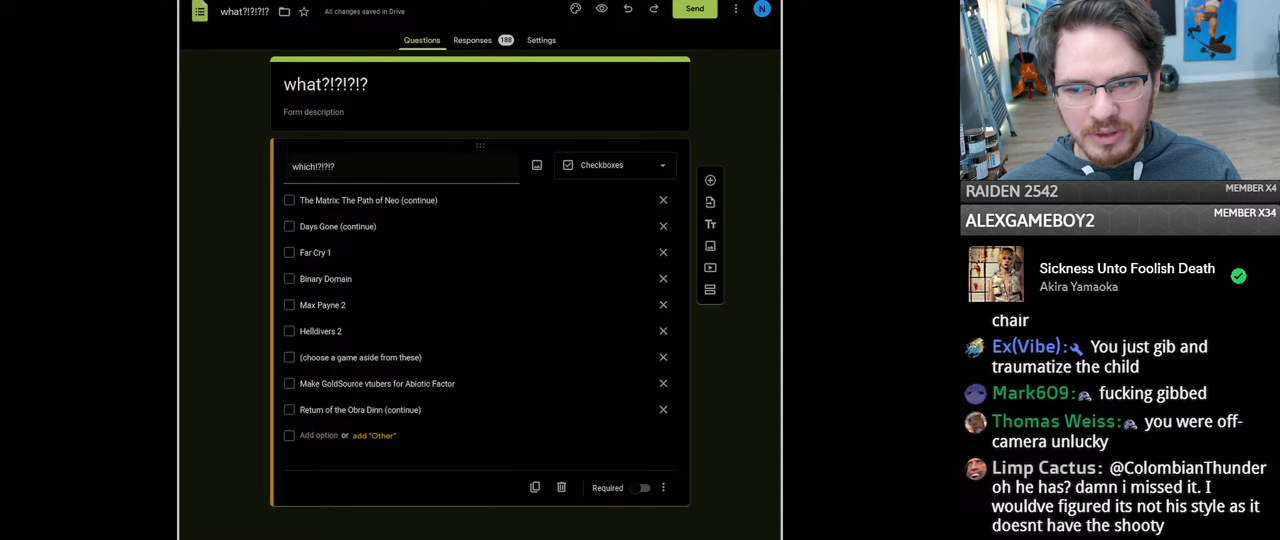 what?!?!?!?
All changes saved in Drive
Send
N
Questions
Responses 188
Settings
what?!?!?!?
Form description
which!?!?!?
Checkboxes
The Matrix: The Path of Neo (continue)
Days Gone (continue)
Far Cry 1
Binary Domain
Max Payne 2
Helldivers 2
(choose a game aside from these)
Make GoldSource vtubers for Abiotic Factor
Return of the Obra Dinn (continue)
Add option or add "Other"
Required
Tт
RAIDEN 2542
MEMBER X4
ALEXGAMEBOY2
MEMBER X34
Sickness Unto Foolish Death
Akira Yamaoka
chair
Ex(Vibe): You just gib and
traumatize the child
Mark609: fucking gibbed
Thomas Weiss: you were off-
camera unlucky
Limp Cactus: @ColombianThunder
oh he has? damn i missed it. I
wouldve figured its not his style as it
doesnt have the shooty